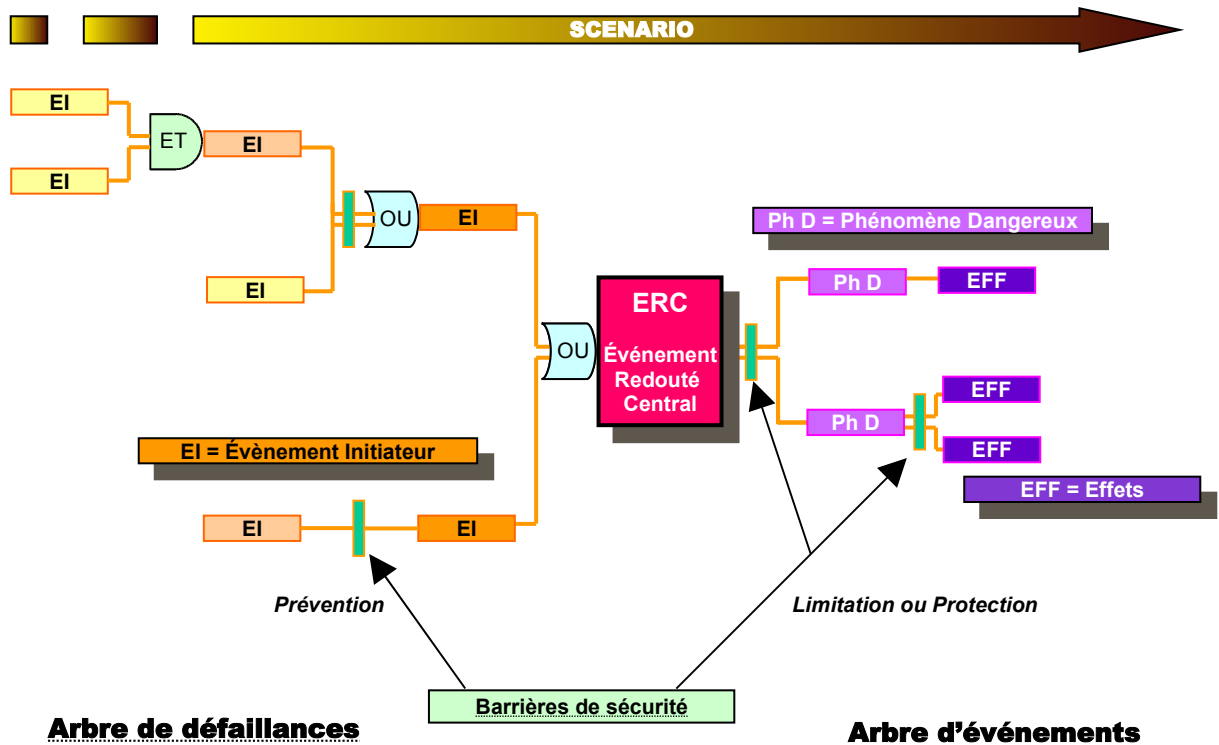 SCENARIO
EI
ET
EI
EI
OU
EI
EI
Ph D = Phénomène Dangereux
Ph D
EFF
ERC
Événement
Redouté
Central
OU
EFF
Ph D
EFF
EI = Évènement Initiateur
EFF = Effets
EI
EI
Prévention
Limitation ou Protection
Barrières de sécurité
Arbre de défaillances
Arbre d'événements